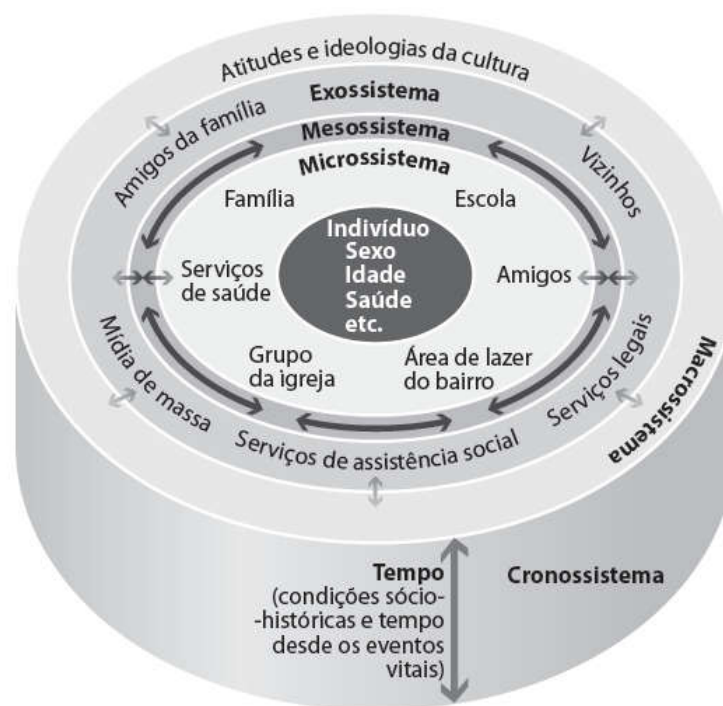 Atitudes e ideologias da cultura
Exossistema
Amigos da família
Mesossistema
Vizinhos
Microssistema
Família
Escola
Indivíduo
Sexo
Idade
Saúde
etc.
Serviços
de saúde
Amigos
Grupo
da igreja
Área de lazer
do bairro
Mídia de massa
Serviços de assistência social
Serviços legais
Macrossistema
Tempo
(condições sócio-
-históricas e tempo
desde os eventos
vitais)
Cronossistema